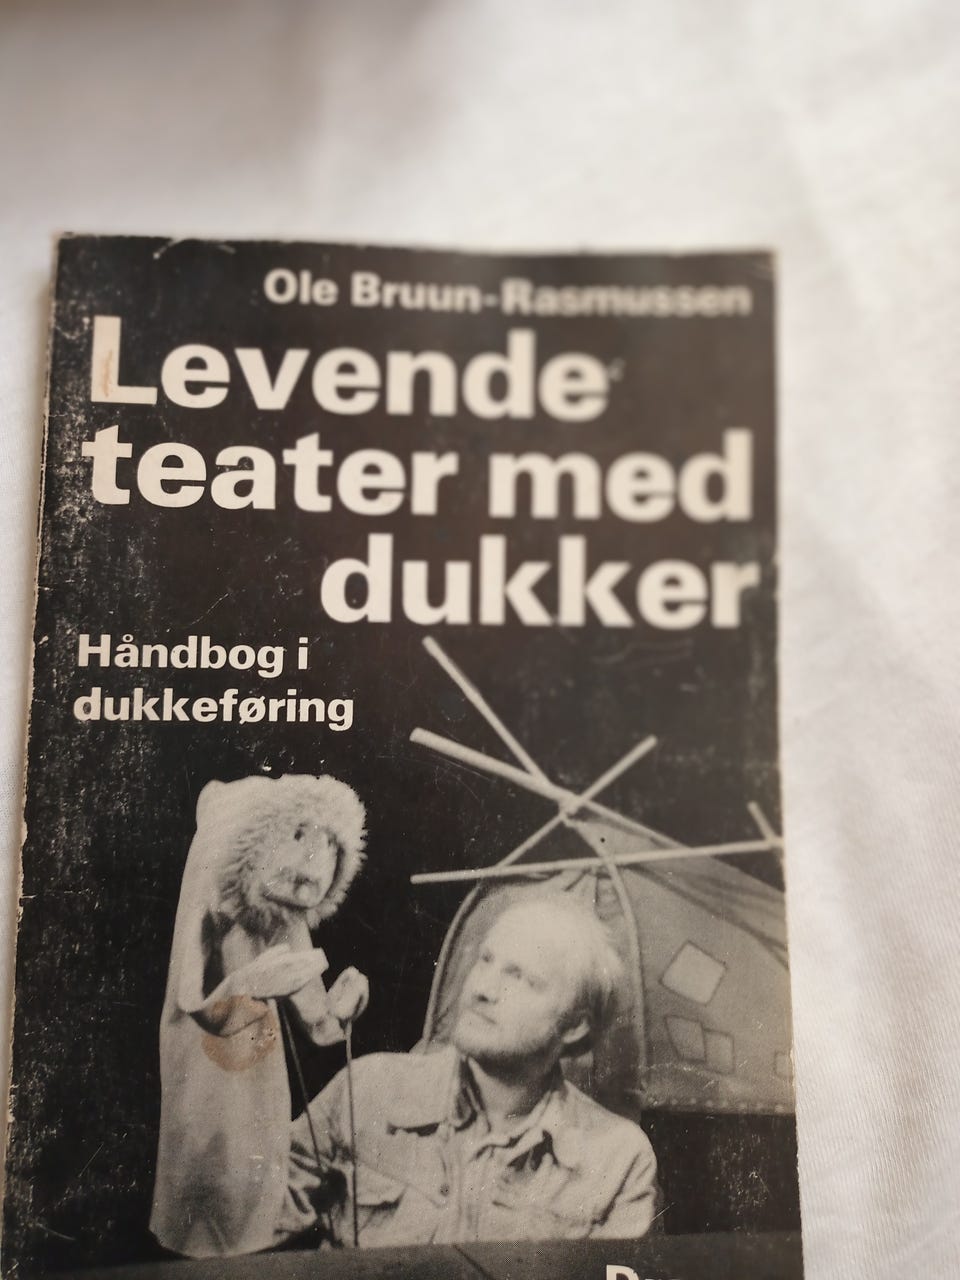 Ole Bruun-Rasmussen
Levende
teater med
dukker
Håndbog i
dukkeføring